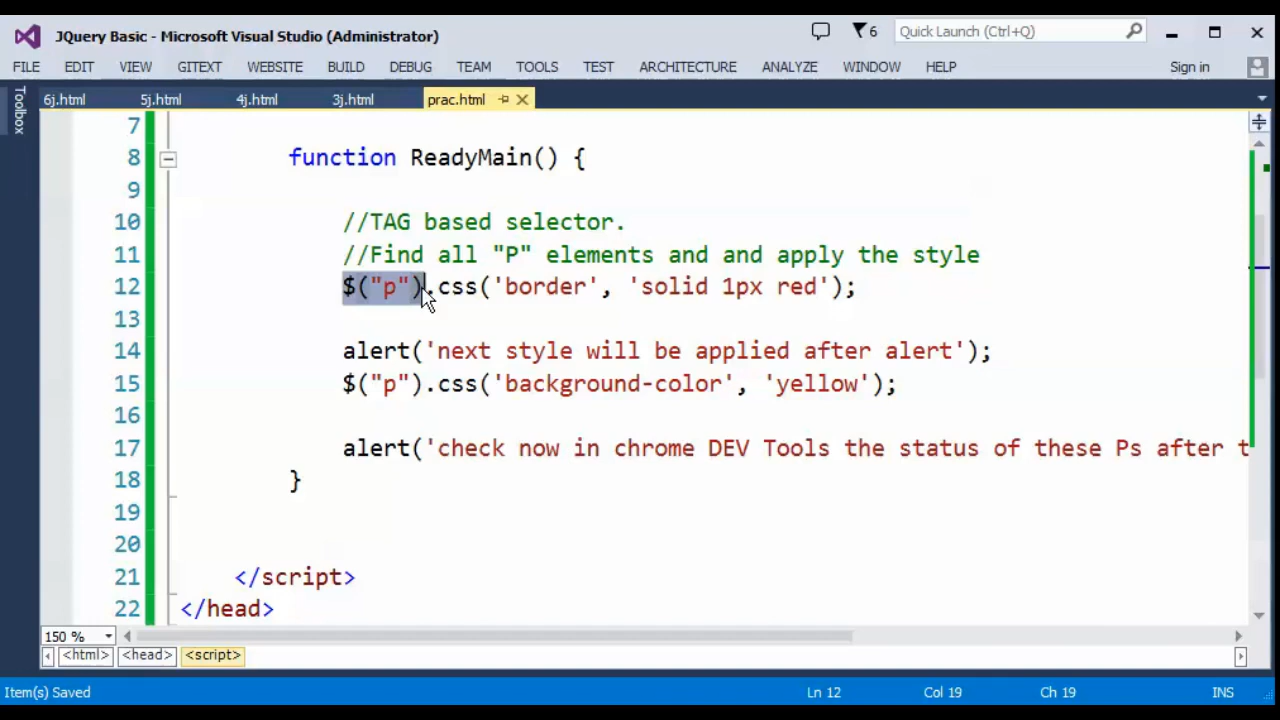 JQuery Basic - Microsoft Visual Studio (Administrator)
6
Quick Launch (Ctrl+Q)
FILE EDIT VIEW GITEXT WEBSITE BUILD DEBUG TEAM TOOLS TEST ARCHITECTURE ANALYZE WINDOW HELP Sign in
Toolbox
6j.html 5j.html 4j.html 3j.html prac.html
7
8 function ReadyMain() {
9
10 //TAG based selector.
11 //Find all "P" elements and and apply the style
12 $("p").css('border', 'solid 1px red');
13
14 alert('next style will be applied after alert');
15 $("p").css('background-color', 'yellow');
16
17 alert('check now in chrome DEV Tools the status of these Ps after t
18 }
19
20
21 </script>
22 </head>
150 %
<html> <head> <script>
Item(s) Saved Ln 12 Col 19 Ch 19 INS